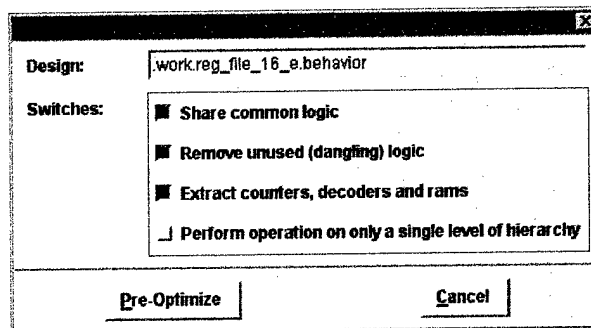 Design: .work.reg_file_16_e.behavior
Switches:
Share common logic
Remove unused (dangling) logic
Extract counters, decoders and rams
Perform operation on only a single level of hierarchy
Pre-Optimize Cancel